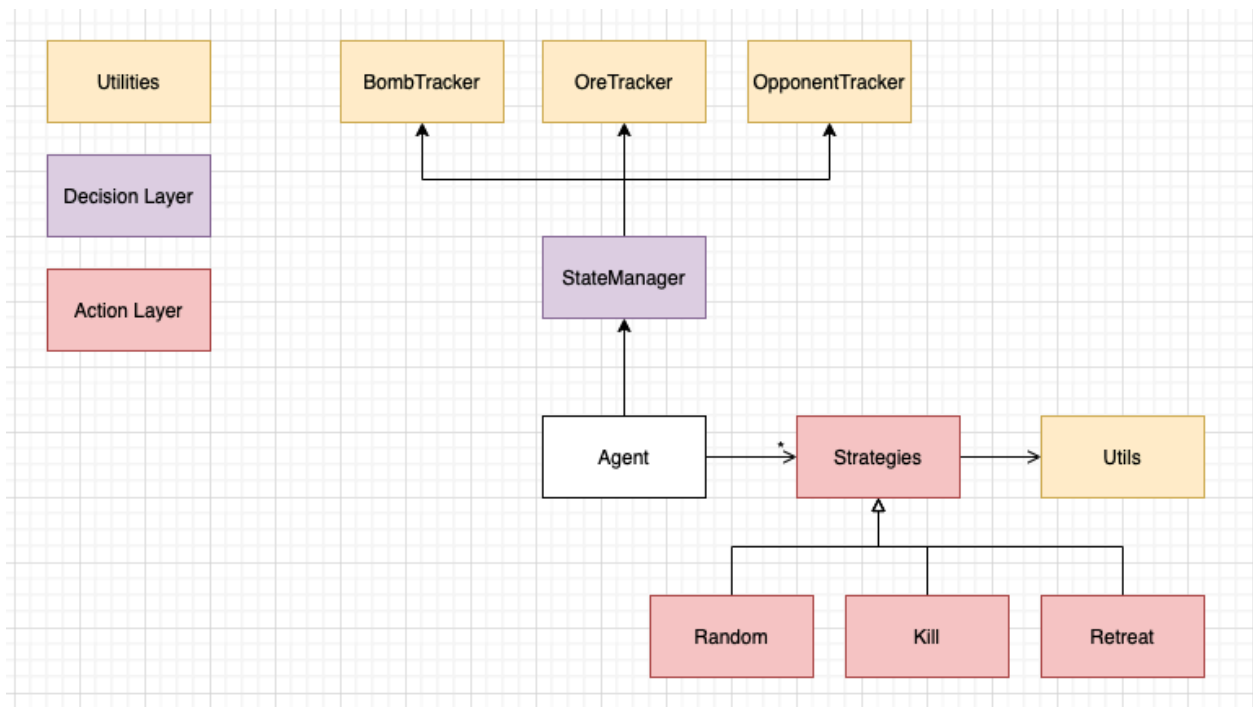 Utilities
BombTracker
OreTracker
OpponentTracker
Decision Layer
StateManager
Action Layer
Agent
*
Strategies
Utils
Random
Kill
Retreat